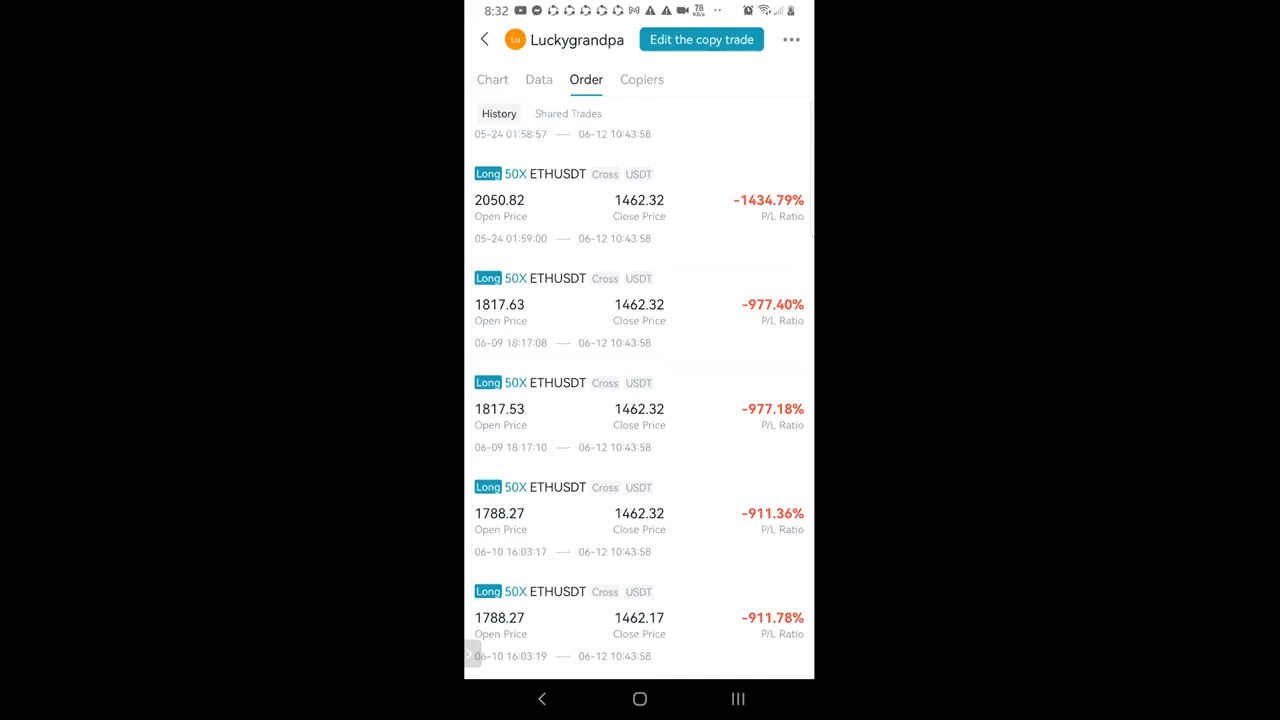 8:32 78 KB/s
Lu Luckygrandpa Edit the copy trade
Chart Data Order Copiers
History Shared Trades
05-24 01:58:57 — 06-12 10:43:58
Long 50X ETHUSDT Cross USDT
2050.82 1462.32 -1434.79%
Open Price Close Price P/L Ratio
05-24 01:59:00 — 06-12 10:43:58
Long 50X ETHUSDT Cross USDT
1817.63 1462.32 -977.40%
Open Price Close Price P/L Ratio
06-09 18:17:08 — 06-12 10:43:58
Long 50X ETHUSDT Cross USDT
1817.53 1462.32 -977.18%
Open Price Close Price P/L Ratio
06-09 18:17:10 — 06-12 10:43:58
Long 50X ETHUSDT Cross USDT
1788.27 1462.32 -911.36%
Open Price Close Price P/L Ratio
06-10 16:03:17 — 06-12 10:43:58
Long 50X ETHUSDT Cross USDT
1788.27 1462.17 -911.78%
Open Price Close Price P/L Ratio
06-10 16:03:19 — 06-12 10:43:58